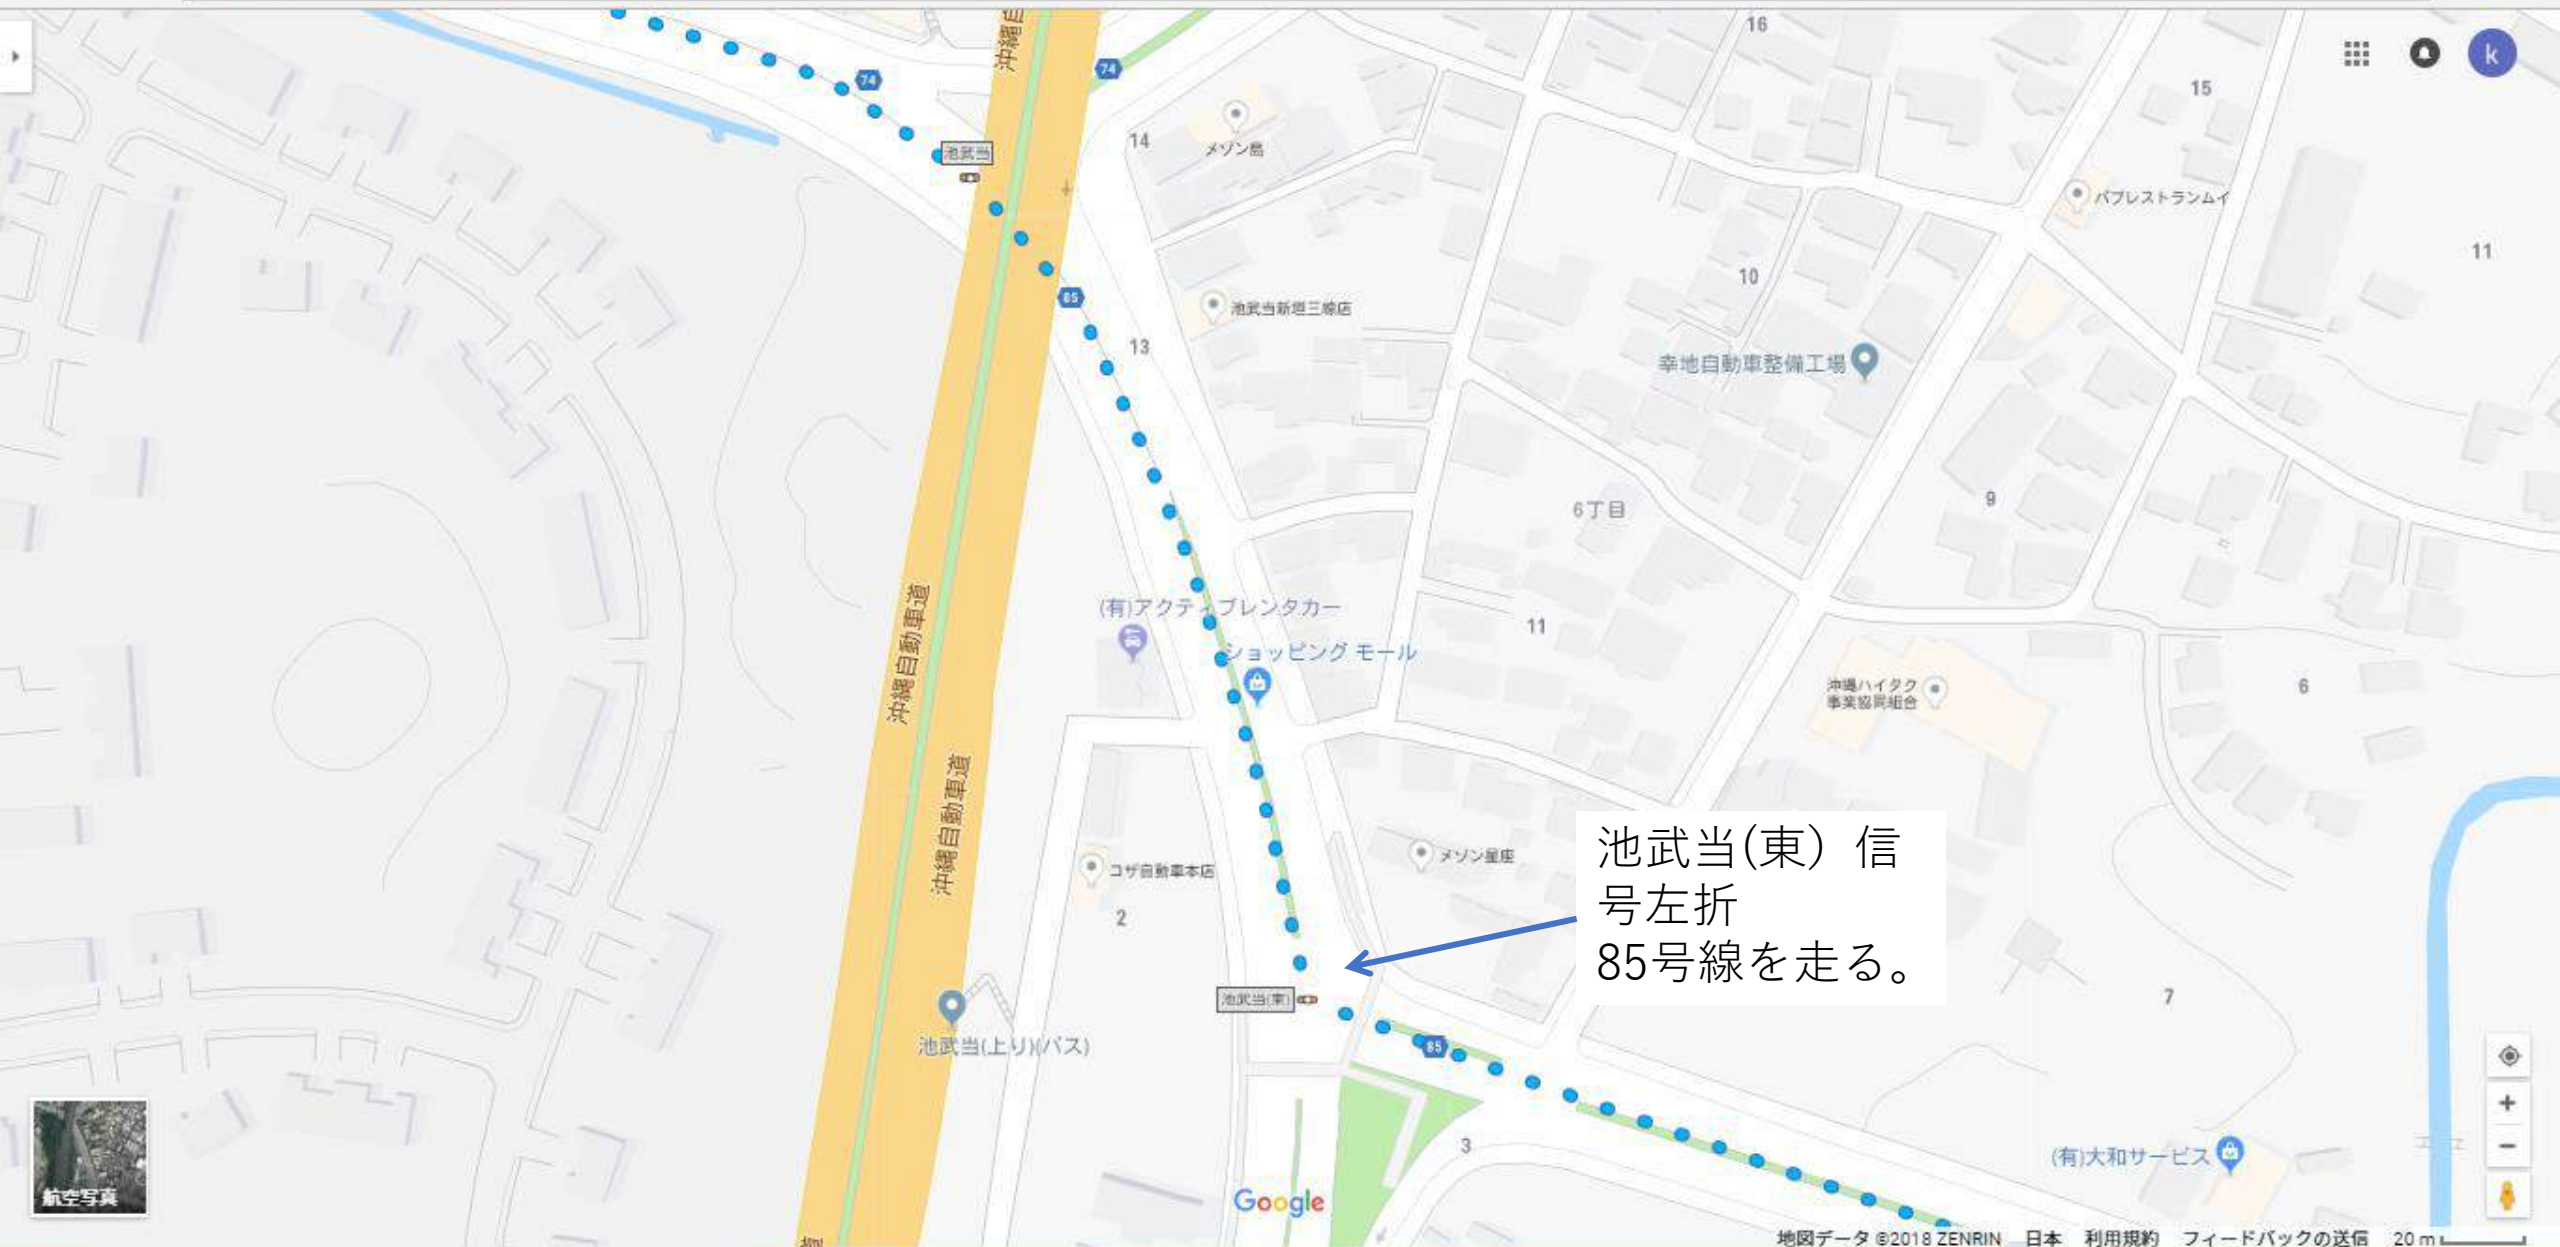 沖縄自
16
74
74
k
15
池武当
14
メゾン島
パブレストランムイ
11
10
85
池武当新垣三線店
13
幸地自動車整備工場
9
6丁目
(有)アクティブレンタカー
11
ショッピング モール
沖縄自動車道
沖縄ハイタク
事業協同組合
6
沖縄自動車道
池武当(東) 信
号左折
85号線を走る。
メゾン星座
コザ自動車本店
2
池武当(東)
7
池武当(上り)(バス)
85
3
(有)大和サービス
航空写真
Google
地図データ ©2018 ZENRIN 日本 利用規約 フィードバックの送信 20 m